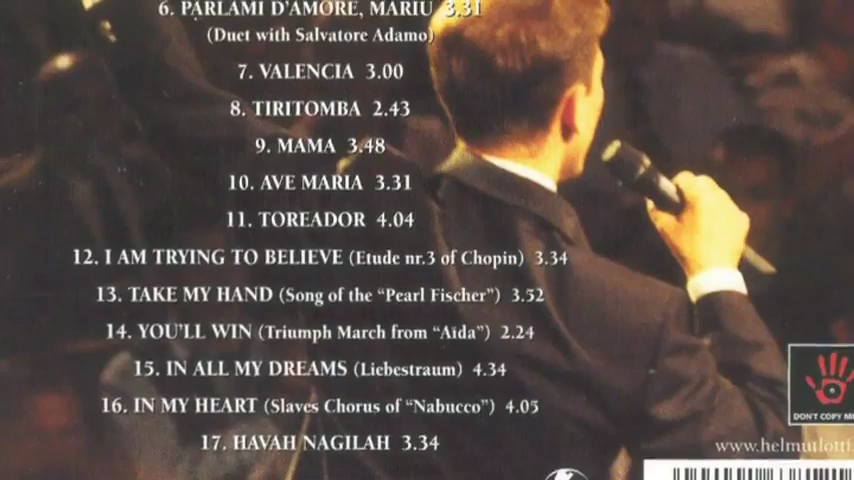 6. PARLAMI D'AMORE, MARIU 3.31
(Duet with Salvatore Adamo)
7. VALENCIA 3.00
8. TIRITOMBA 2.43
9. MAMA 3.48
10. AVE MARIA 3.31
11. TOREADOR 4.04
12. I AM TRYING TO BELIEVE (Etude nr.3 of Chopin) 3.34
13. TAKE MY HAND (Song of the "Pearl Fischer") 3.52
14. YOU'LL WIN (Triumph March from "Aïda") 2.24
15. IN ALL MY DREAMS (Liebestraum) 4.34
16. IN MY HEART (Slaves Chorus of "Nabucco") 4.05
17. HAVAH NAGILAH 3.34
DON'T COPY MU
www.helmutlotti